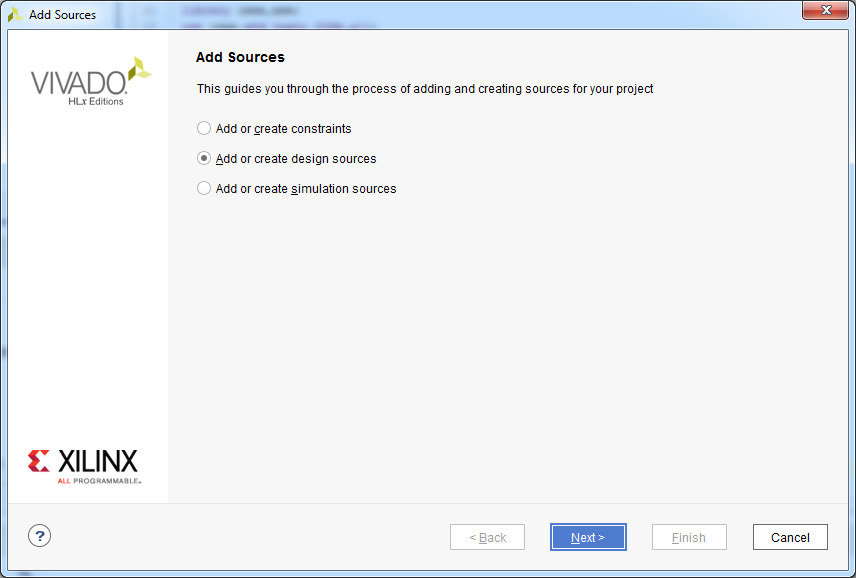 Add Sources
VIVADO.
HLx Editions
Add Sources
This guides you through the process of adding and creating sources for your project
Add or create constraints
Add or create design sources
Add or create simulation sources
XILINX
ALL PROGRAMMABLE™
?
< Back
Next >
Finish
Cancel